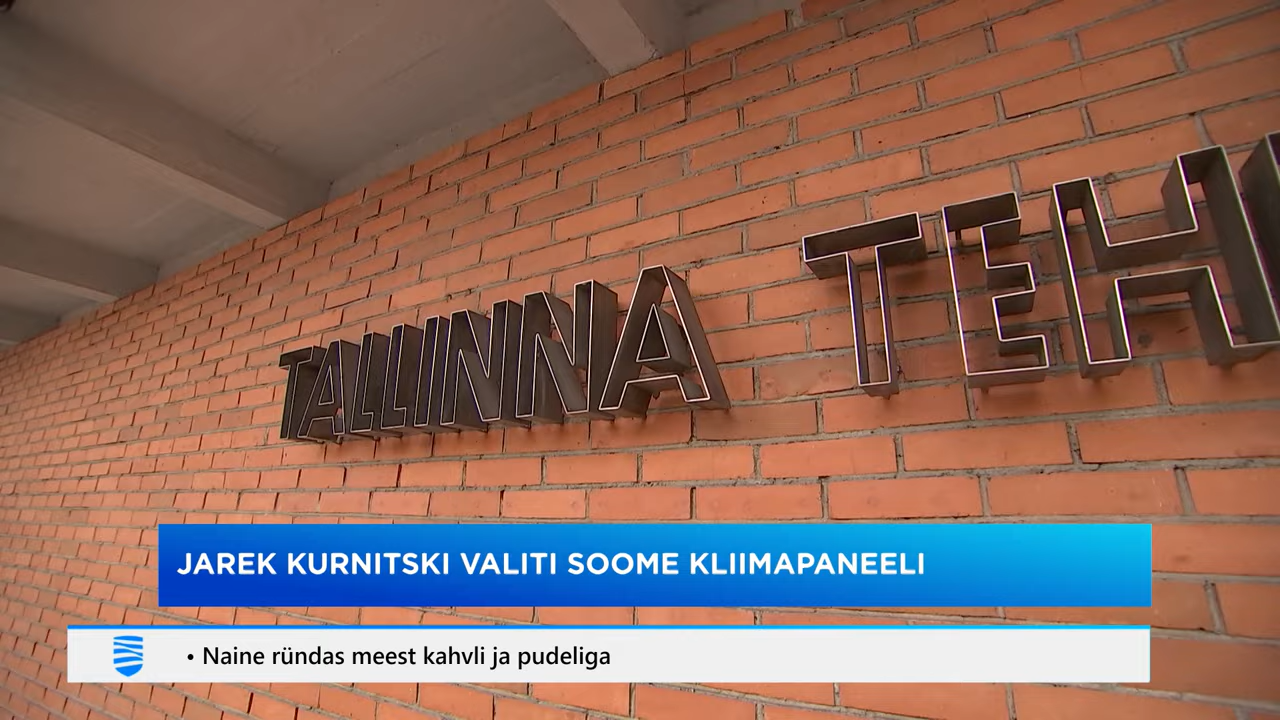 TALLINNA TEH
JAREK KURNITSKI VALITI SOOME KLIIMAPANEELI
• Naine ründas meest kahvli ja pudeliga